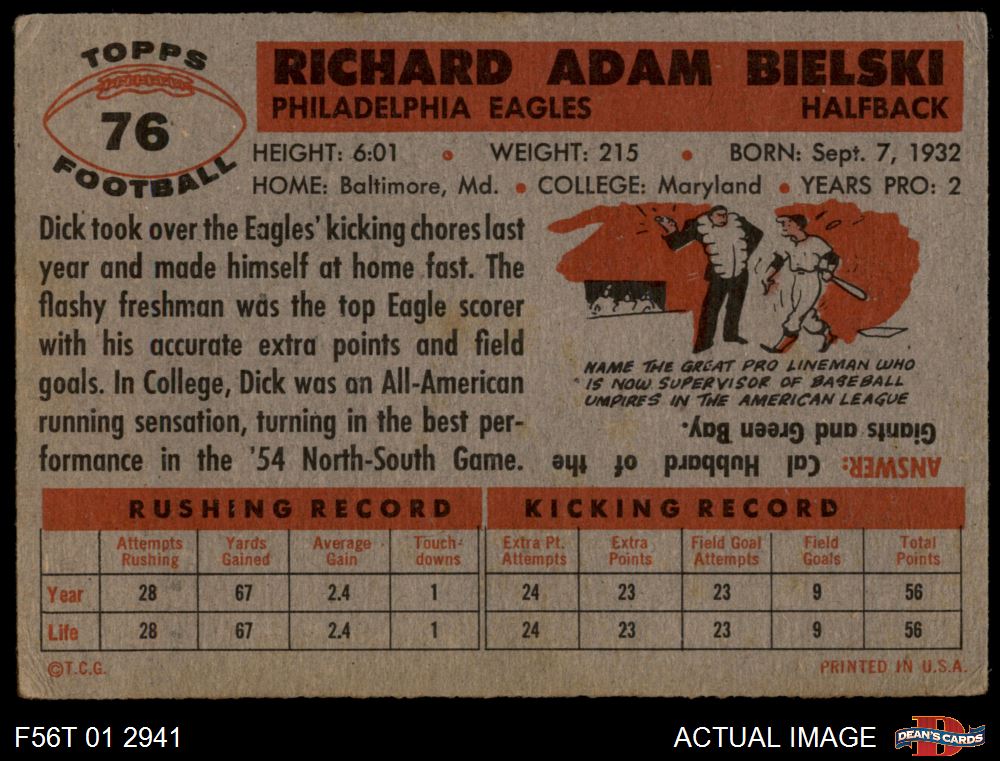 TOPPS
76
FOOTBALL
RICHARD ADAM BIELSKI
PHILADELPHIA EAGLES HALFBACK
HEIGHT: 6:01 • WEIGHT: 215 • BORN: Sept. 7, 1932
HOME: Baltimore, Md. • COLLEGE: Maryland • YEARS PRO: 2
Dick took over the Eagles' kicking chores last
year and made himself at home fast. The
flashy freshman was the top Eagle scorer
with his accurate extra points and field
goals. In College, Dick was an All-American
running sensation, turning in the best per-
formance in the '54 North-South Game.
NAME THE GREAT PRO LINEMAN WHO
IS NOW SUPERVISOR OF BASEBALL
UMPIRES IN THE AMERICAN LEAGUE
ANSWER: Cal Hubbard of the
Giants and Green Bay.
RUSHING RECORD KICKING RECORD
Attempts Yards Average Touch- Extra Pt. Extra Field Goal Field Total
Rushing Gained Gain downs Attempts Points Attempts Goals Points
Year 28 67 2.4 1 24 23 23 9 56
Life 28 67 2.4 1 24 23 23 9 56
©T.C.G. PRINTED IN U.S.A.
F56T 01 2941 ACTUAL IMAGE D DEAN'S CARDS